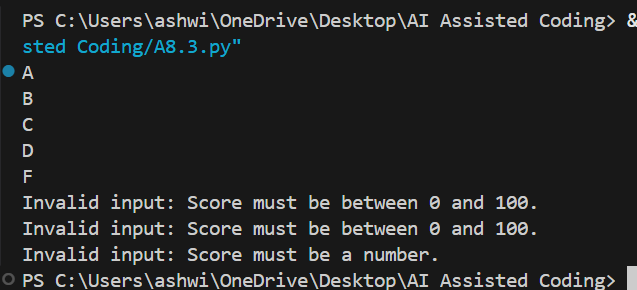 PS C:\Users\ashwi\OneDrive\Desktop\AI Assisted Coding> &
sted Coding/A8.3.py"
A
B
C
D
F
Invalid input: Score must be between 0 and 100.
Invalid input: Score must be between 0 and 100.
Invalid input: Score must be a number.
PS C:\Users\ashwi\OneDrive\Desktop\AI Assisted Coding>